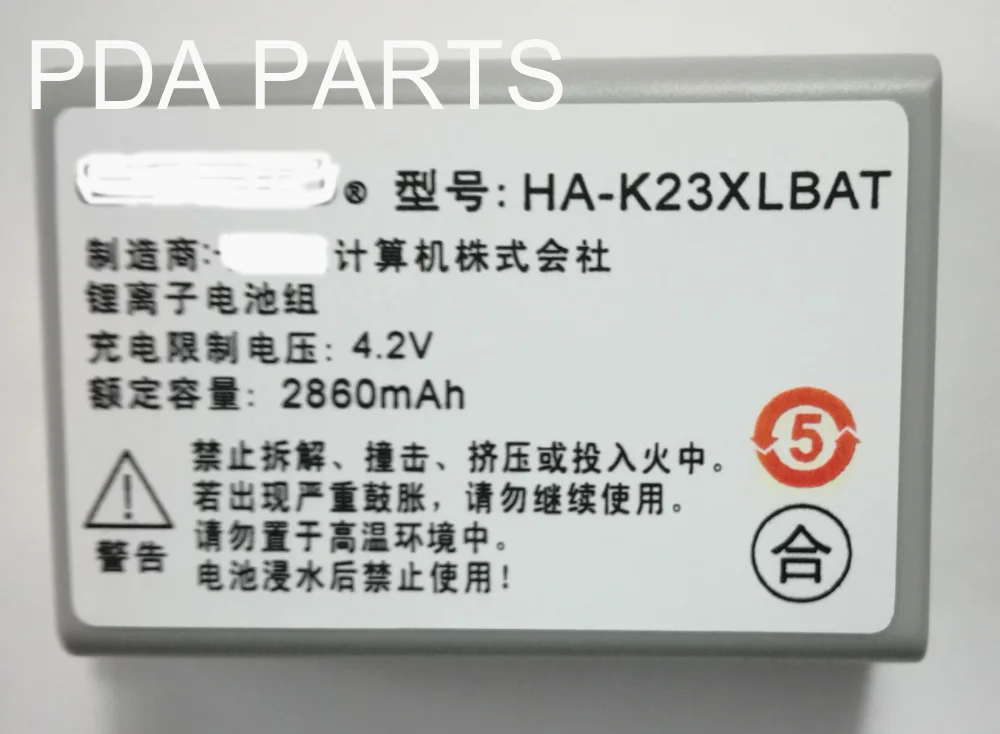 PDA PARTS
® 型号: HA-K23XLBAT
制造商: 计算机株式会社
锂离子电池组
充电限制电压: 4.2V
额定容量: 2860mAh
禁止拆解、撞击、挤压或投入火中。
若出现严重鼓胀，请勿继续使用。
请勿置于高温环境中。
电池浸水后禁止使用！
警告
5
合